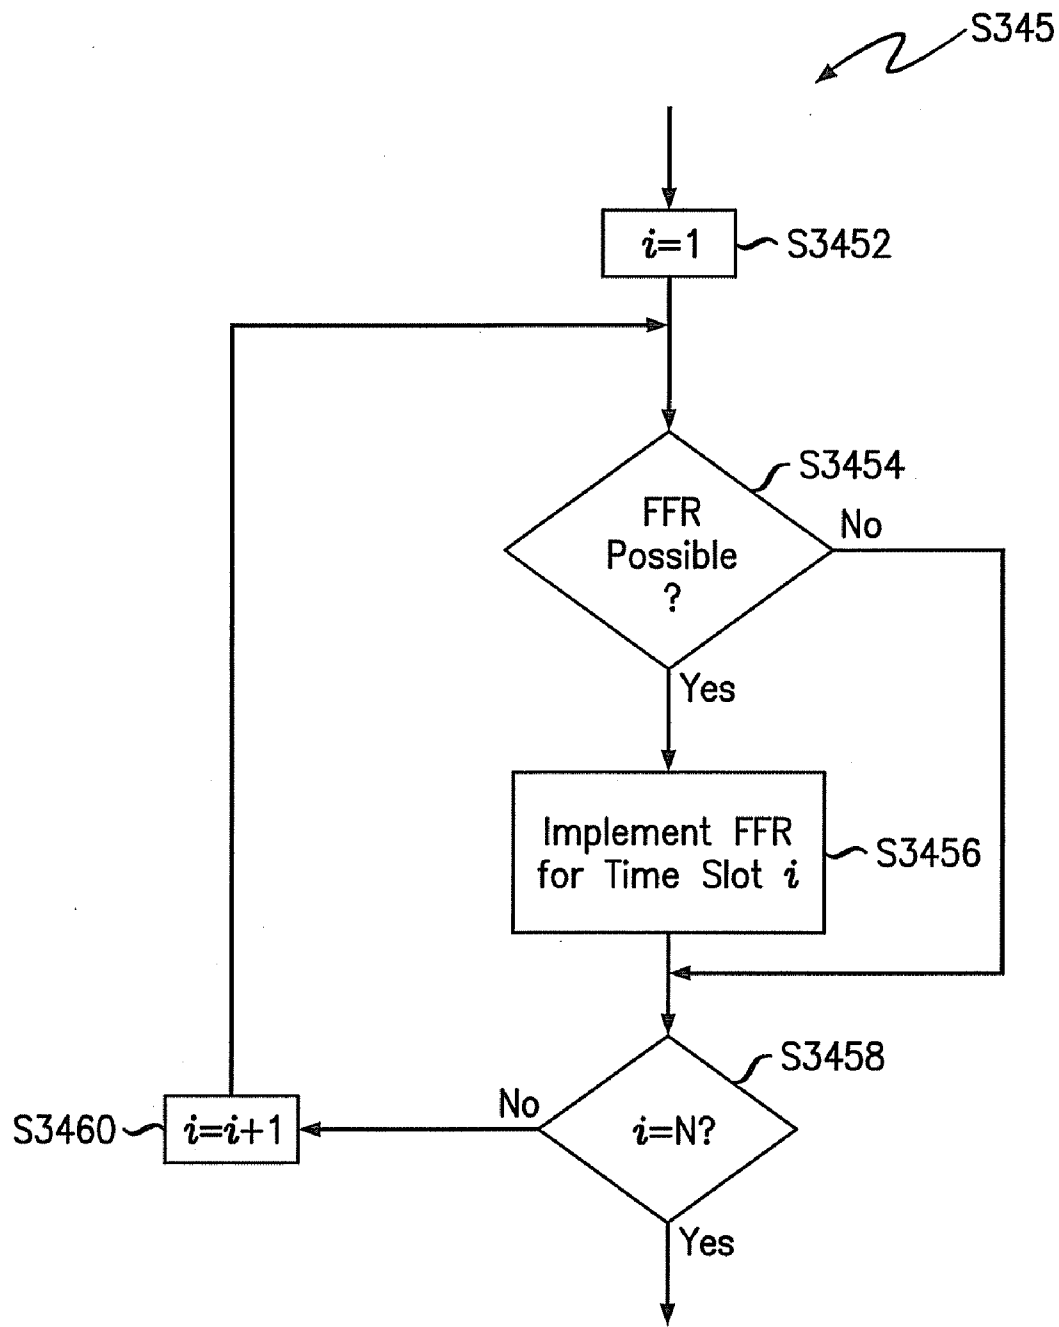 S345
i=1
S3452
S3454
FFR
Possible
?
No
Yes
Implement FFR
for Time Slot i
S3456
S3458
i=N?
No
S3460
i=i+1
Yes